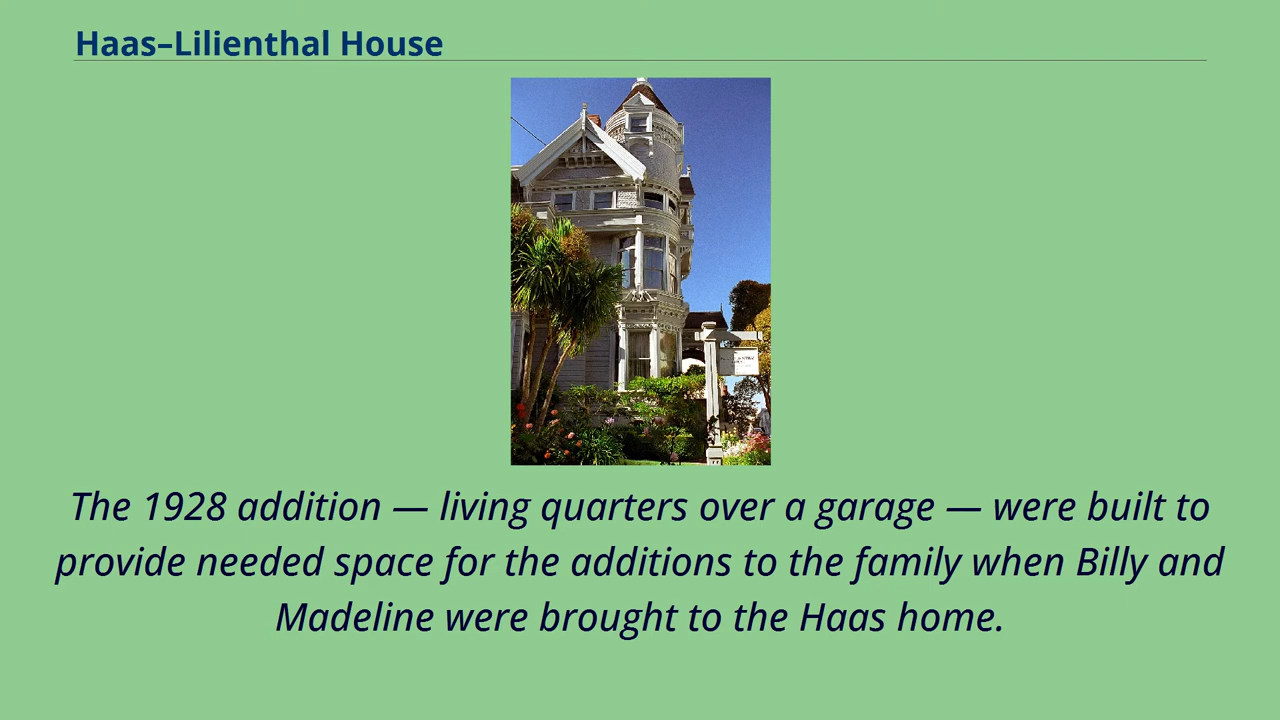 Haas–Lilienthal House
The 1928 addition — living quarters over a garage — were built to
provide needed space for the additions to the family when Billy and
Madeline were brought to the Haas home.